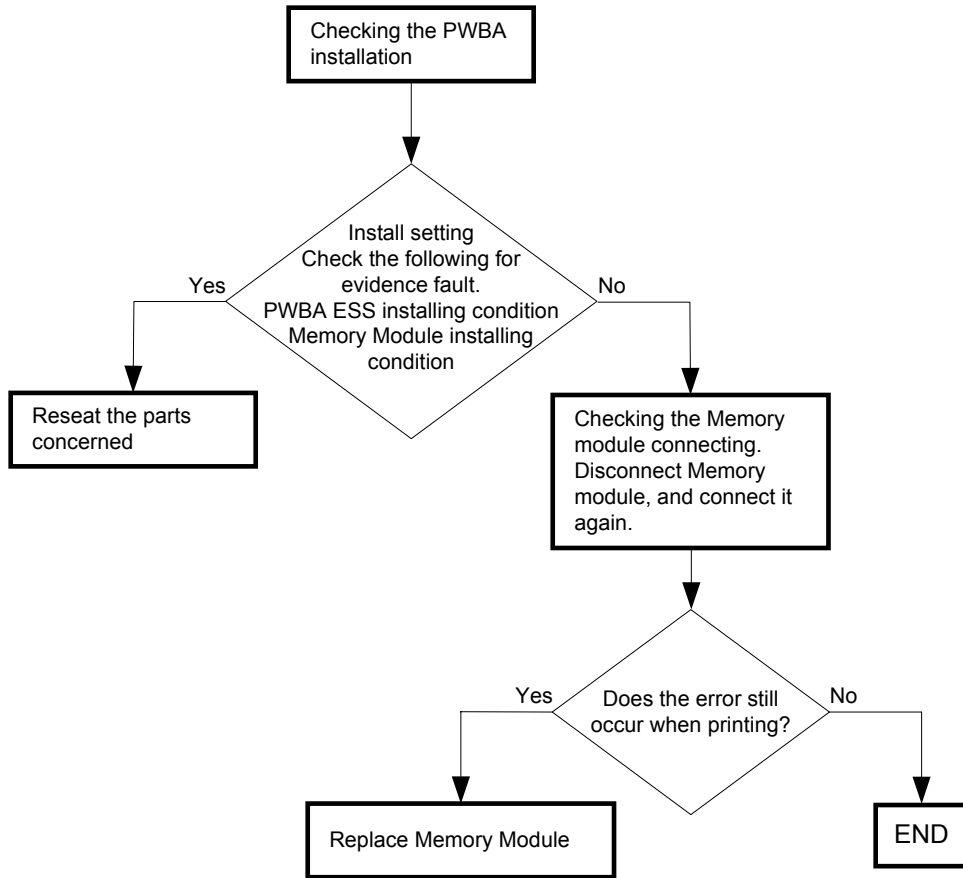 Checking the PWBA
installation
Install setting
Check the following for
evidence fault.
PWBA ESS installing condition
Memory Module installing
condition
Yes
No
Reseat the parts
concerned
Checking the Memory
module connecting.
Disconnect Memory
module, and connect it
again.
Does the error still
occur when printing?
Yes
No
Replace Memory Module
END